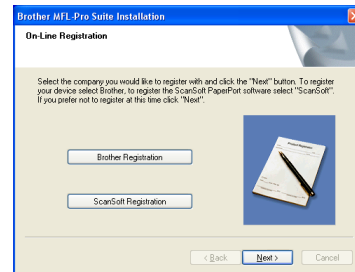 Brother MFL-Pro Suite Installation
On-Line Registration
Select the company you would like to register with and click the "Next" button. To register
your device select Brother, to register the ScanSoft PaperPort software select "ScanSoft".
If you prefer not to register at this time click "Next".
Brother Registration
ScanSoft Registration
< Back
Next >
Cancel